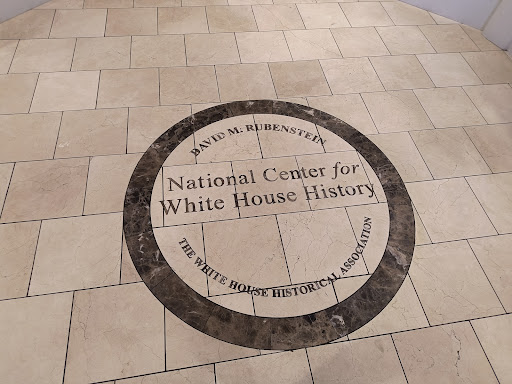 DAVID M. RUBENSTEIN
National Center for
White House History
THE WHITE HOUSE HISTORICAL ASSOCIATION